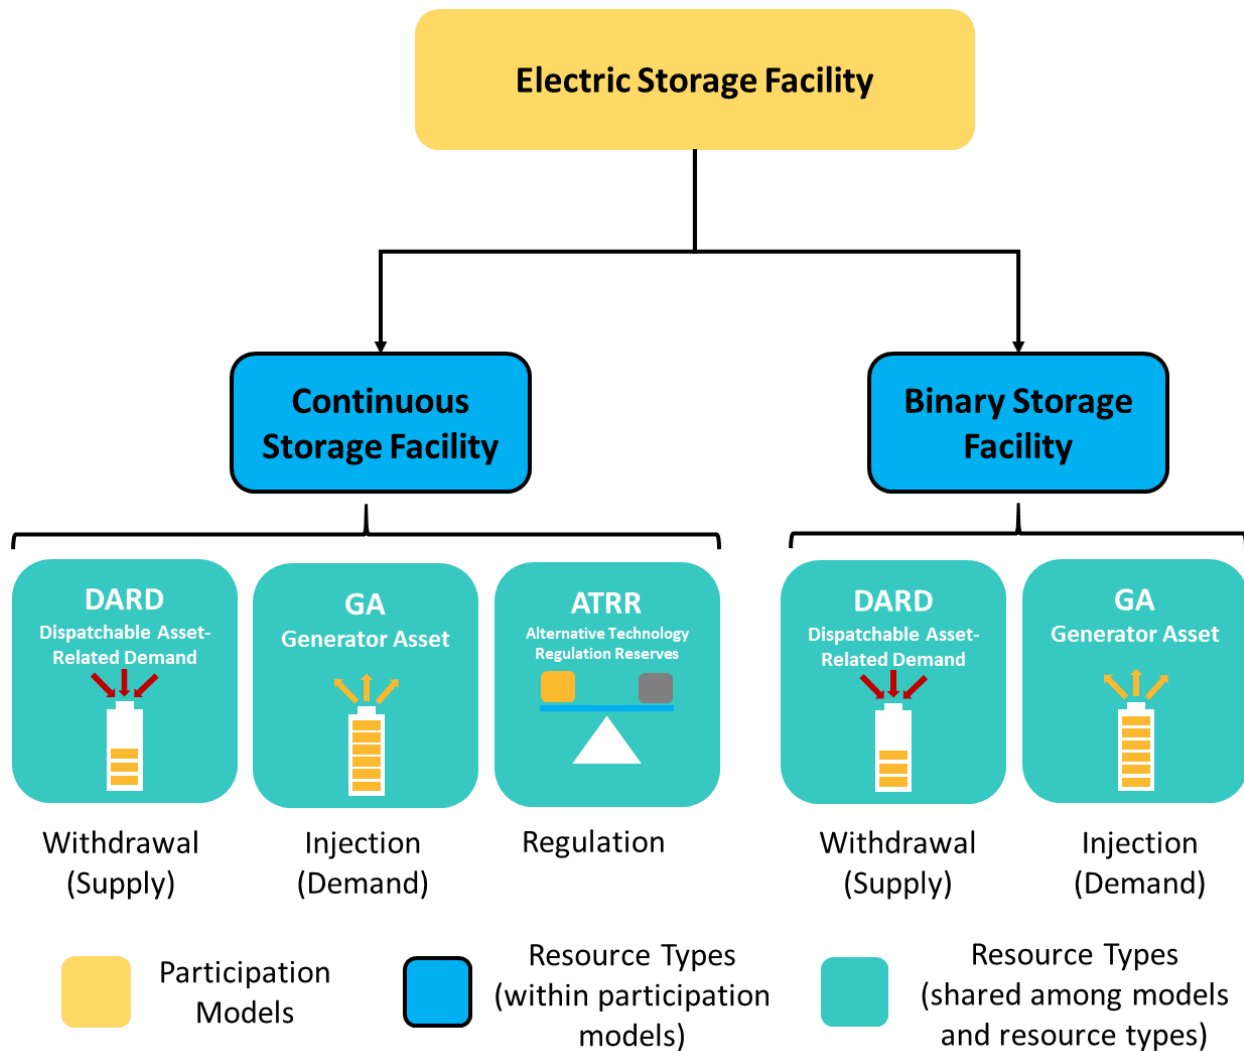 Electric Storage Facility
Continuous
Storage Facility
Binary Storage
Facility
DARD
Dispatchable Asset-
Related Demand
GA
Generator Asset
ATRR
Alternative Technology
Regulation Reserves
DARD
Dispatchable Asset-
Related Demand
GA
Generator Asset
Withdrawal
(Supply)
Injection
(Demand)
Regulation
Withdrawal
(Supply)
Injection
(Demand)
Participation
Models
Resource Types
(within participation
models)
Resource Types
(shared among models
and resource types)